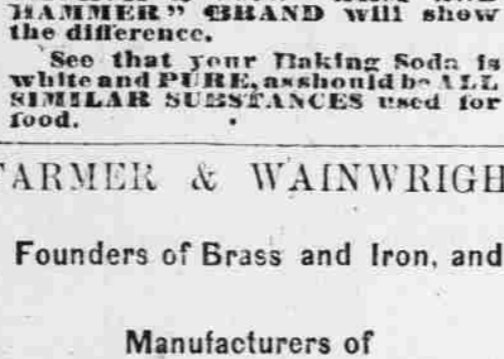 HAMMER" BRAND will show
the difference.
See that your Baking Soda is
white and PURE, as should be ALL
SIMILAR SUBSTANCES used for
food.
FARMER & WAINWRIGH
Founders of Brass and Iron, and
Manufacturers of